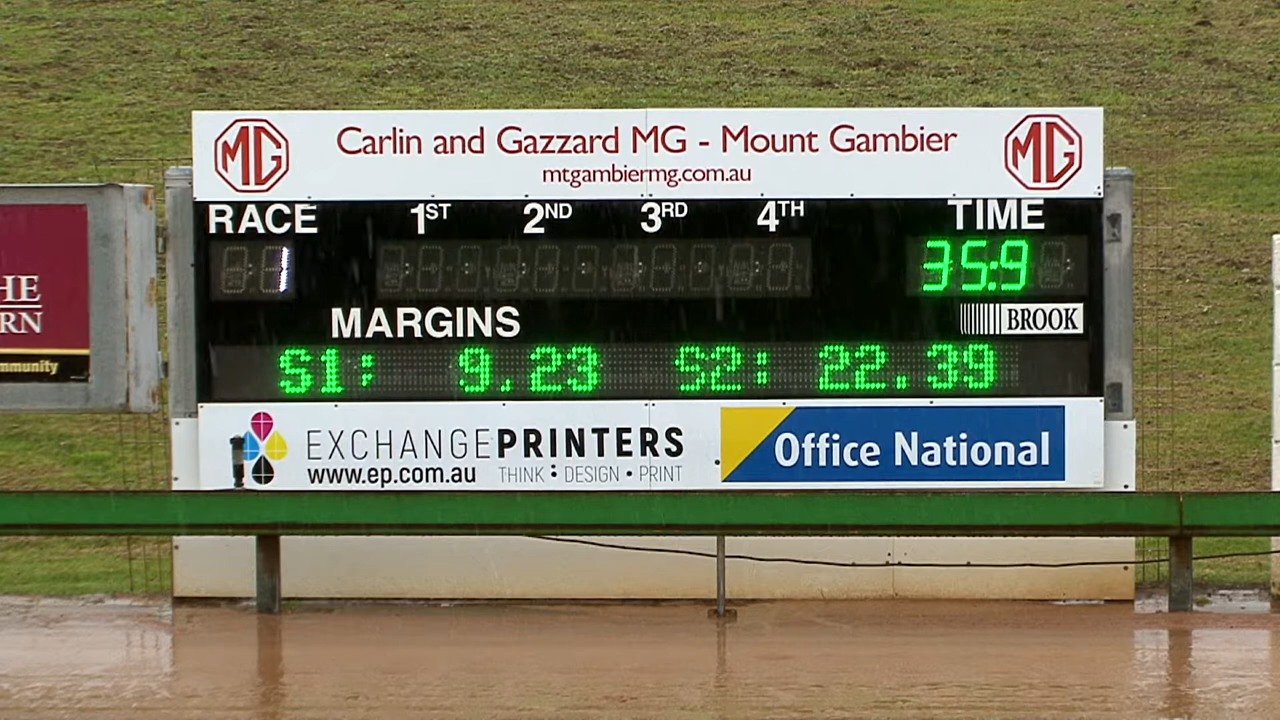 MG Carlin and Gazzard MG - Mount Gambier MG
mtgambiermg.com.au
RACE 1ST 2ND 3RD 4TH TIME
1 35:9
MARGINS BROOK
S1: 9.23 S2: 22.39
HE
RN
mmunity
EXCHANGEPRINTERS
www.ep.com.au THINK : DESIGN • PRINT
Office National